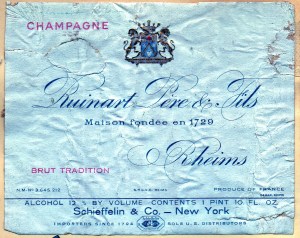 CHAMPAGNE
Ruinart Père & Fils
Maison fondée en 1729
Rheims
BRUT TRADITION
PRODUCE OF FRANCE
ALCOHOL 12 % BY VOLUME CONTENTS 1 PINT 10 FL. OZ.
Schieffelin & Co. – New York
IMPORTERS SINCE 1794 SOLE U.S. DISTRIBUTORS